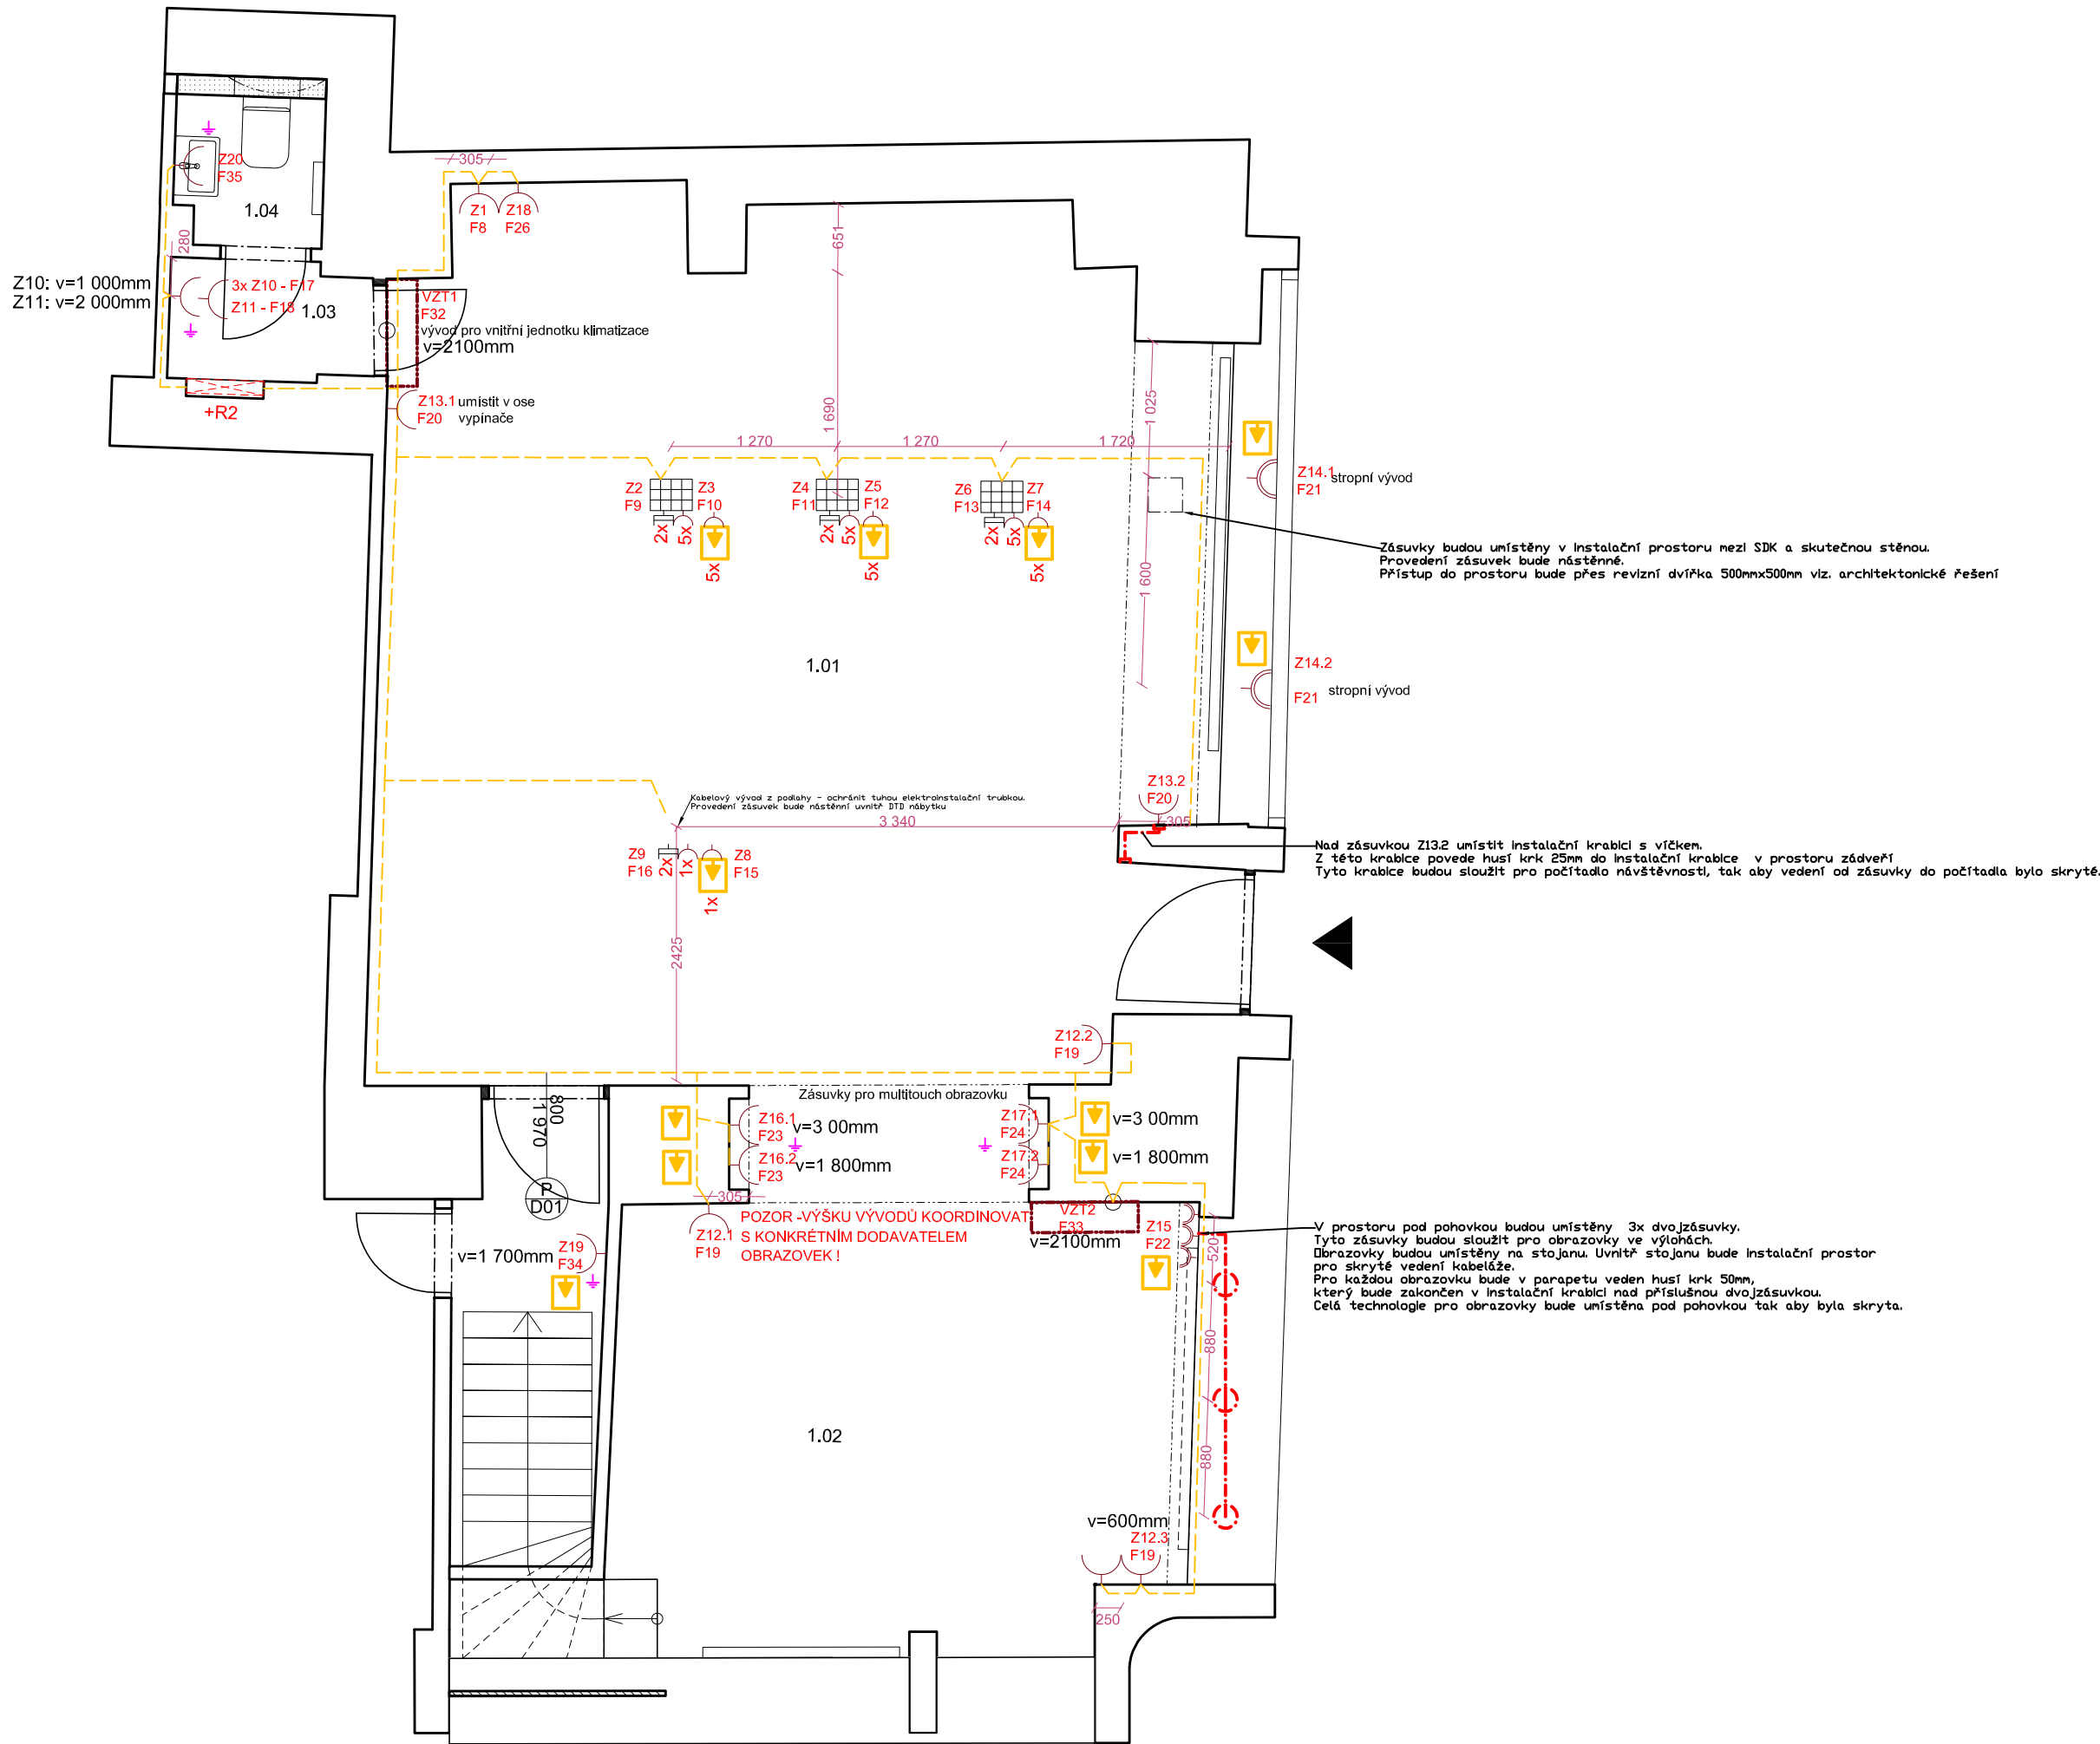 Z20
F35
1.04
305
Z1
F8
Z18
F26
280
651
Z10: v=1 000mm
Z11: v=2 000mm
3x Z10 - F17
Z11 - F18
1.03
VZT1
F32
vývod pro vnitřní jednotku klimatizace
v=2100mm
+R2
Z13.1
F20
umístit v ose
vypínače
1 690
1 025
1 270
1 270
1 720
Z2
F9
Z3
F10
Z4
F11
Z5
F12
Z6
F13
Z7
F14
2x
5x
5x
2x
5x
5x
2x
5x
5x
Z14.1
F21
stropní vývod
Zásuvky budou umístěny v instalační prostoru mezi SDK a skutečnou stěnou.
Provedení zásuvek bude nástěnné.
Přístup do prostoru bude přes revizní dvířka 500mmx500mm viz. architektonické řešení
1 600
1.01
Z14.2
F21
stropní vývod
Z13.2
F20
305
Kabelový vývod z podlahy - ochránit tuhou elektroinstalační trubkou.
Provedení zásuvek bude nástěnní uvnitř DTD nábytku
3 340
Nad zásuvkou Z13.2 umístit instalační krabici s víčkem.
Z této krabice povede husí krk 25mm do instalační krabice v prostoru zádveří
Tyto krabice budou sloužit pro počítadlo návštěvnosti, tak aby vedení od zásuvky do počítadla bylo skryté.
Z9
F16
2x
1x
Z8
F15
1x
2425
Z12.2
F19
Zásuvky pro multitouch obrazovku
800
1 970
P
D01
Z16.1
F23
v=3 00mm
Z16.2
F23
v=1 800mm
Z17.1
F24
v=3 00mm
Z17.2
F24
v=1 800mm
305
Z12.1
F19
POZOR -VÝŠKU VÝVODŮ KOORDINOVAT
S KONKRÉTNÍM DODAVATELEM
OBRAZOVEK !
VZT2
F33
v=2100mm
Z15
F22
520
v=1 700mm
Z19
F34
V prostoru pod pohovkou budou umístěny 3x dvojzásuvky.
Tyto zásuvky budou sloužit pro obrazovky ve výlohách.
Obrazovky budou umístěny na stojanu. Uvnitř stojanu bude instalační prostor
pro skryté vedení kabeláže.
Pro každou obrazovku bude v parapetu veden husí krk 50mm,
který bude zakončen v instalační krabici nad příslušnou dvojzásuvkou.
Celá technologie pro obrazovky bude umístěna pod pohovkou tak aby byla skryta.
880
880
1.02
v=600mm
Z12.3
F19
250